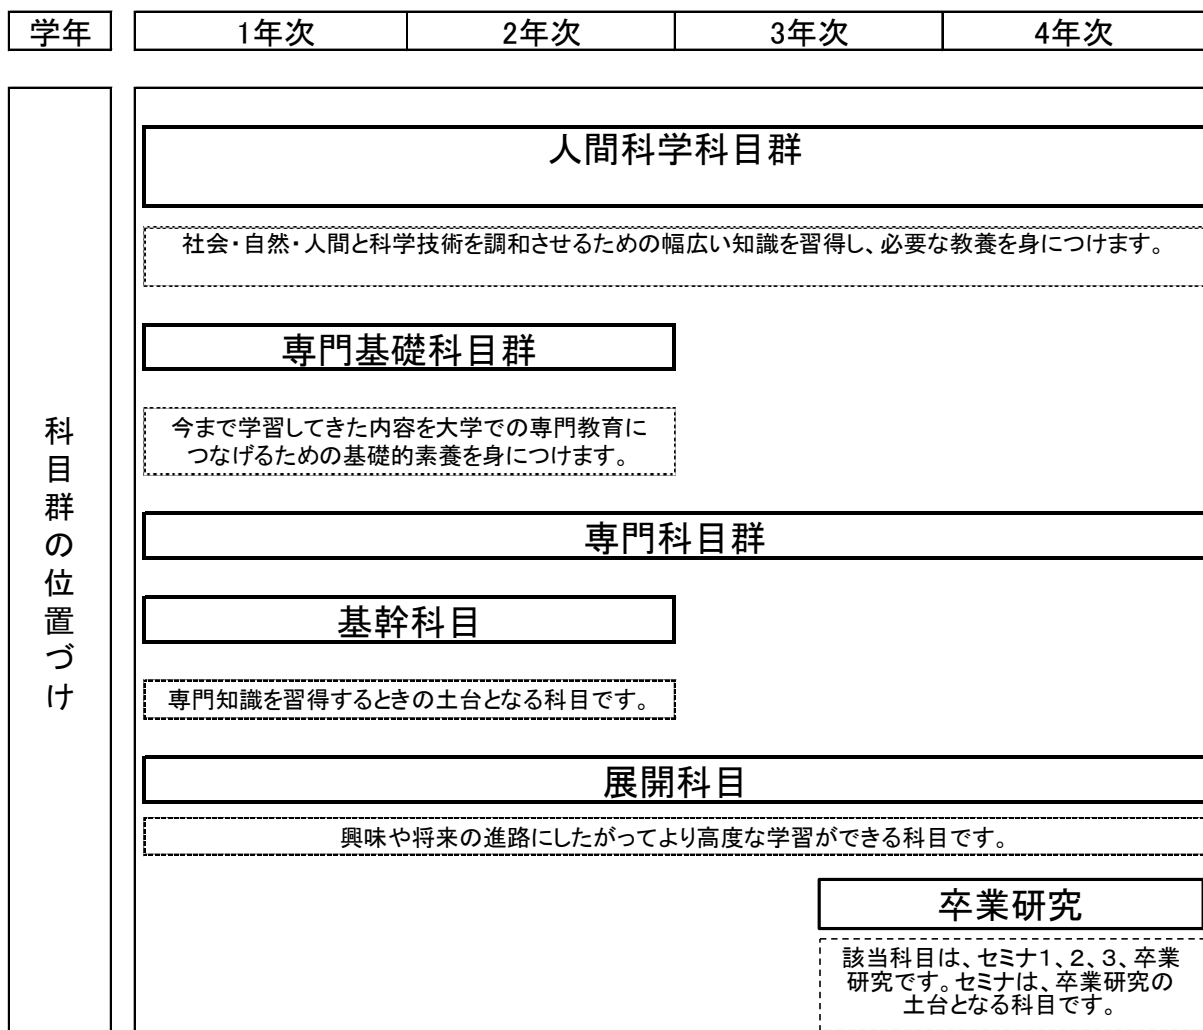 学年
1年次
2年次
3年次
4年次
科目群の位置づけ
人間科学科目群
社会・自然・人間と科学技術を調和させるための幅広い知識を習得し、必要な教養を身につけます。
専門基礎科目群
今まで学習してきた内容を大学での専門教育に
つなげるための基礎的素養を身につけます。
専門科目群
基幹科目
専門知識を習得するときの土台となる科目です。
展開科目
興味や将来の進路にしたがってより高度な学習ができる科目です。
卒業研究
該当科目は、セミナ1、2、3、卒業
研究です。セミナは、卒業研究の
土台となる科目です。